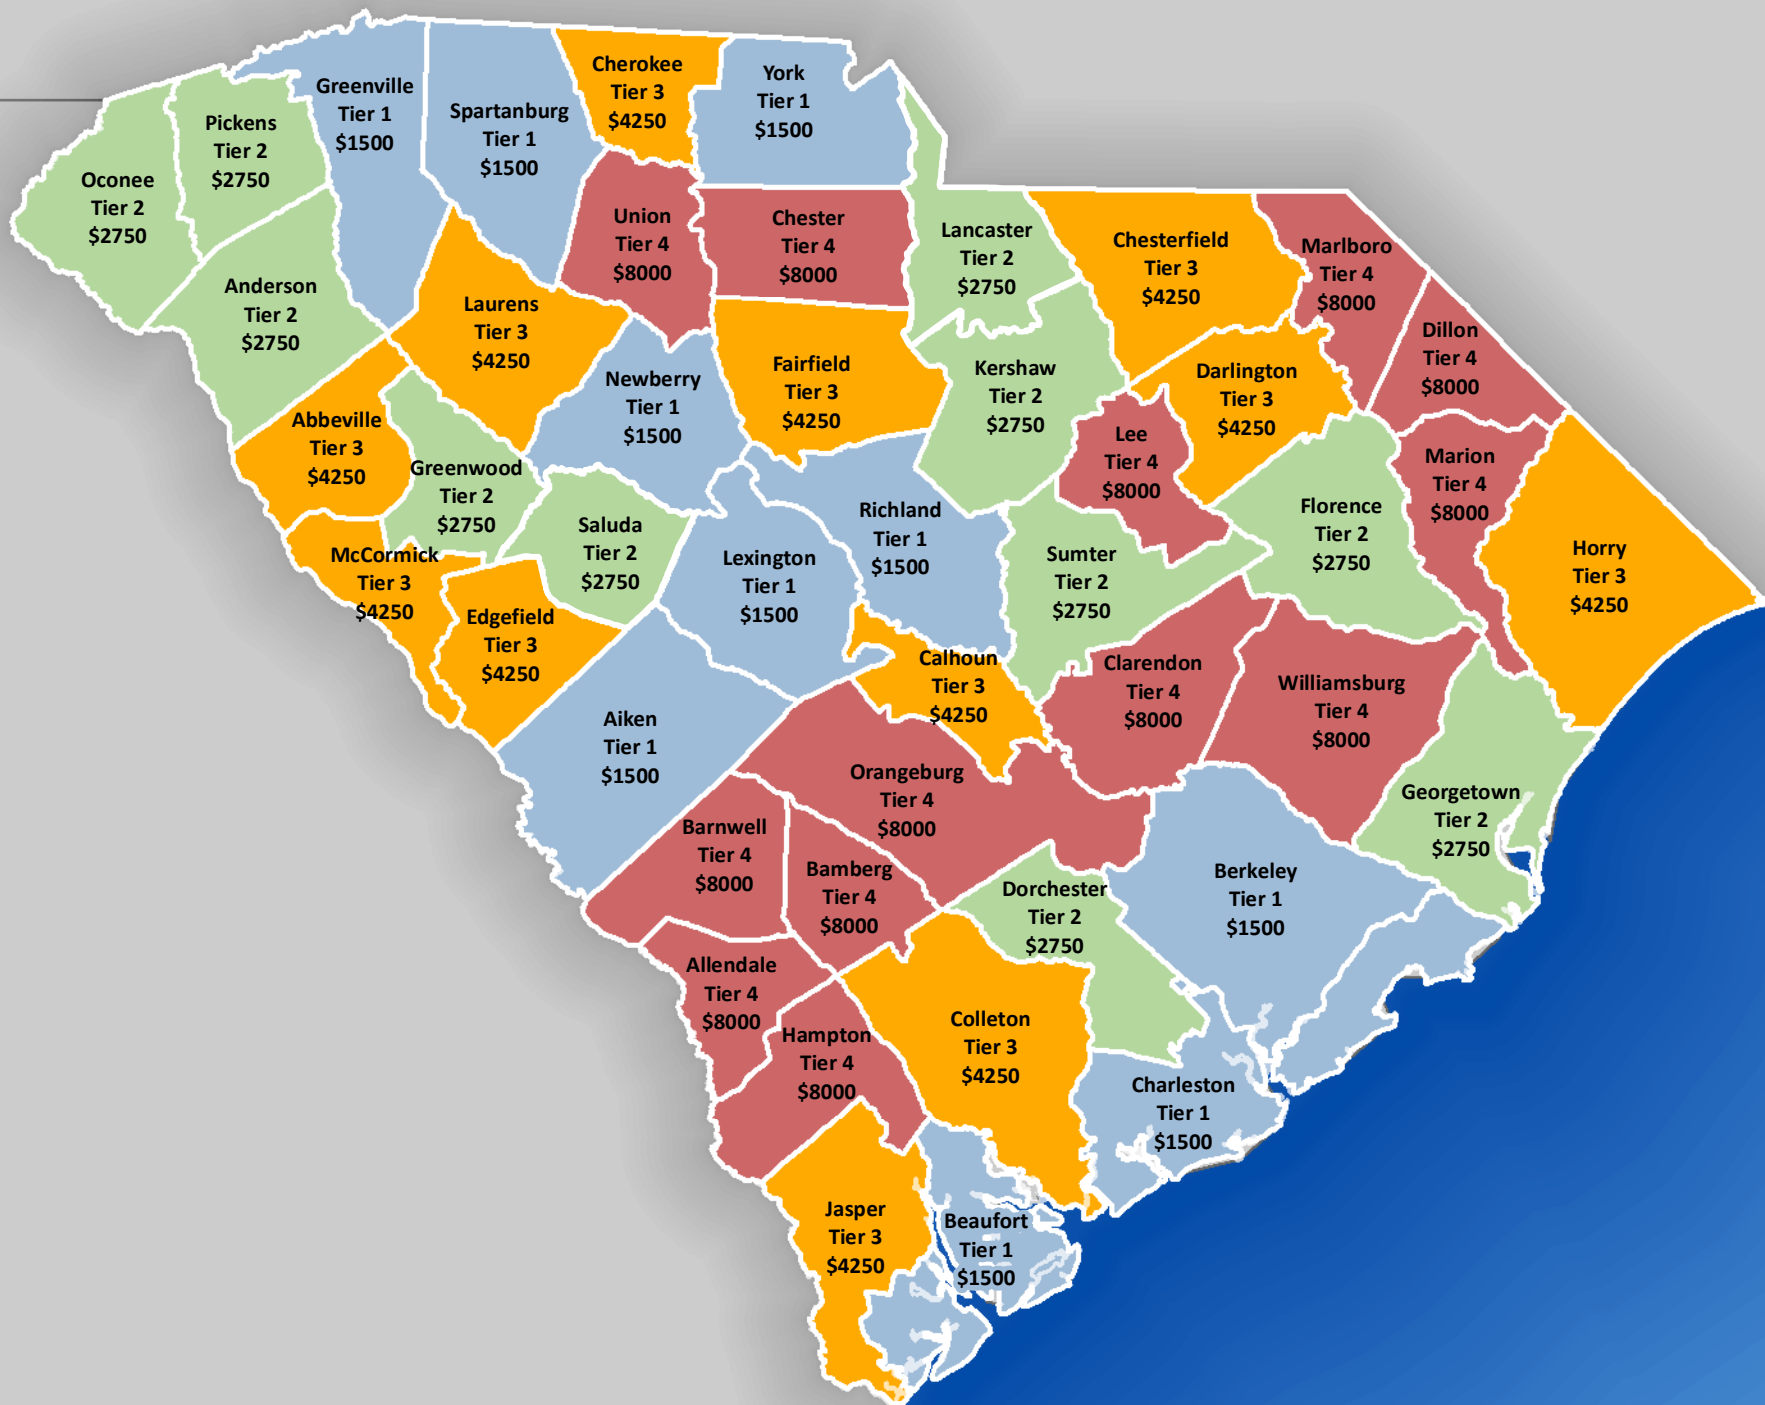 Greenville
Tier 1
$1500
Spartanburg
Tier 1
$1500
Cherokee
Tier 3
$4250
York
Tier 1
$1500
Pickens
Tier 2
$2750
Oconee
Tier 2
$2750
Union
Tier 4
$8000
Chester
Tier 4
$8000
Lancaster
Tier 2
$2750
Chesterfield
Tier 3
$4250
Marlboro
Tier 4
$8000
Anderson
Tier 2
$2750
Laurens
Tier 3
$4250
Dillon
Tier 4
$8000
Newberry
Tier 1
$1500
Fairfield
Tier 3
$4250
Kershaw
Tier 2
$2750
Darlington
Tier 3
$4250
Abbeville
Tier 3
$4250
Lee
Tier 4
$8000
Marion
Tier 4
$8000
Greenwood
Tier 2
$2750
Saluda
Tier 2
$2750
Richland
Tier 1
$1500
Florence
Tier 2
$2750
McCormick
Tier 3
$4250
Lexington
Tier 1
$1500
Sumter
Tier 2
$2750
Horry
Tier 3
$4250
Edgefield
Tier 3
$4250
Calhoun
Tier 3
$4250
Clarendon
Tier 4
$8000
Williamsburg
Tier 4
$8000
Aiken
Tier 1
$1500
Orangeburg
Tier 4
$8000
Georgetown
Tier 2
$2750
Barnwell
Tier 4
$8000
Bamberg
Tier 4
$8000
Dorchester
Tier 2
$2750
Berkeley
Tier 1
$1500
Allendale
Tier 4
$8000
Hampton
Tier 4
$8000
Colleton
Tier 3
$4250
Charleston
Tier 1
$1500
Jasper
Tier 3
$4250
Beaufort
Tier 1
$1500